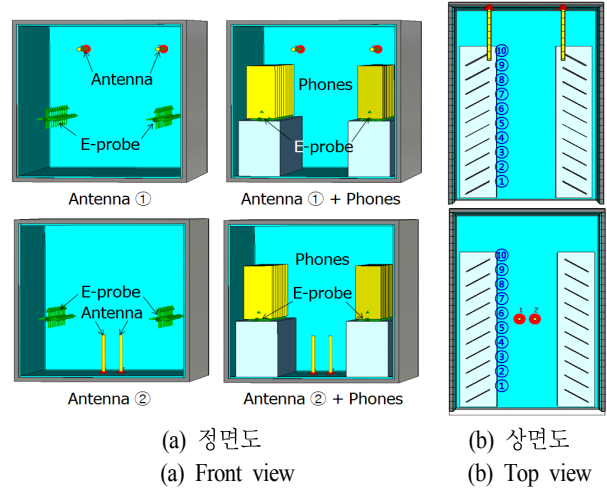 Antenna
E-probe
Antenna ①
Phones
E-probe
Antenna ① + Phones
⑩
⑨
⑧
⑦
⑥
⑤
④
③
②
①
E-probe
Antenna
Antenna ②
Phones
E-probe
Antenna ② + Phones
⑩
⑨
⑧
⑦
⑥
⑤
④
③
②
①
1 2
(a) 정면도
(a) Front view
(b) 상면도
(b) Top view